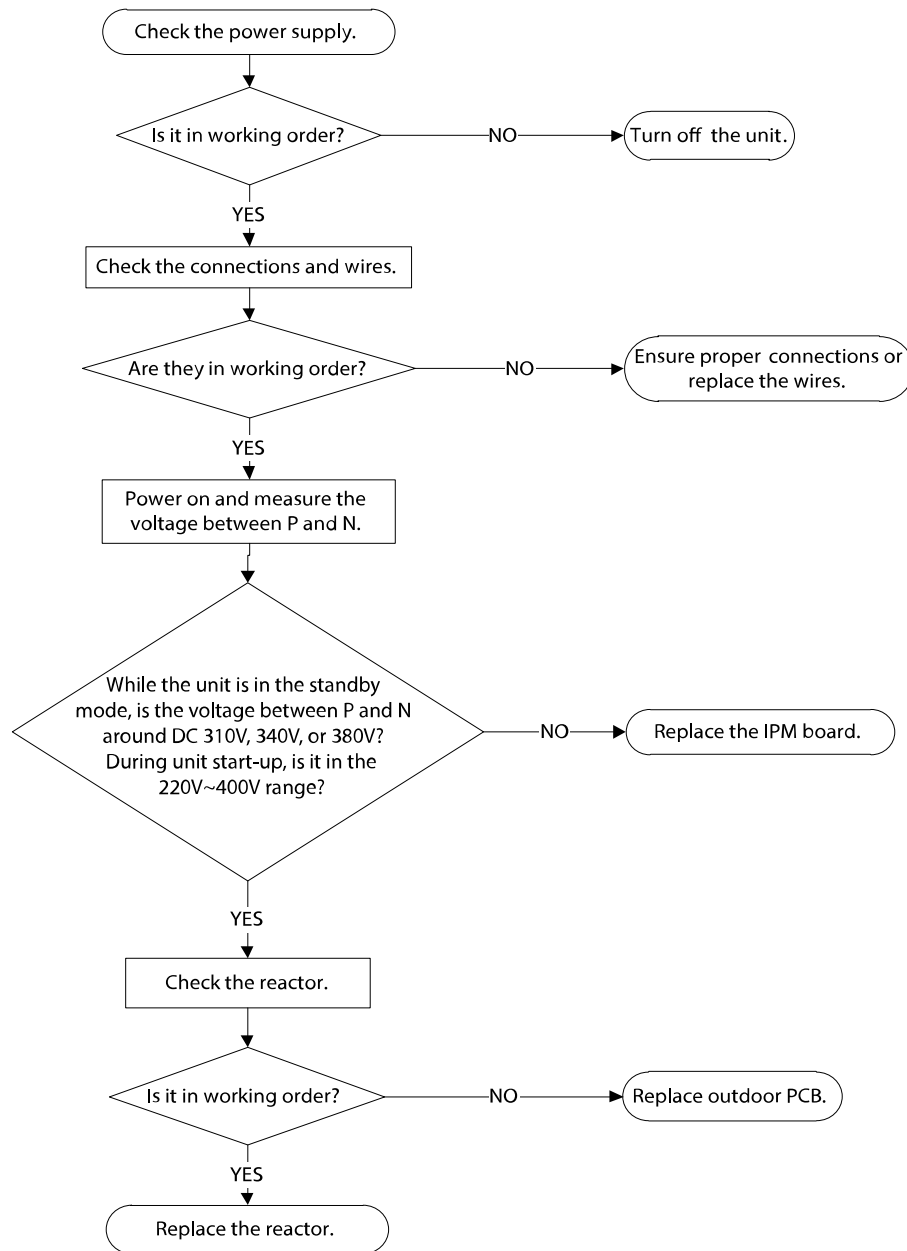 Check the power supply.
Is it in working order?
NO
Turn off the unit.
YES
Check the connections and wires.
Are they in working order?
NO
Ensure proper connections or
replace the wires.
YES
Power on and measure the
voltage between P and N.
While the unit is in the standby
mode, is the voltage between P and N
around DC 310V, 340V, or 380V?
During unit start-up, is it in the
220V~400V range?
NO
Replace the IPM board.
YES
Check the reactor.
Is it in working order?
NO
Replace outdoor PCB.
YES
Replace the reactor.